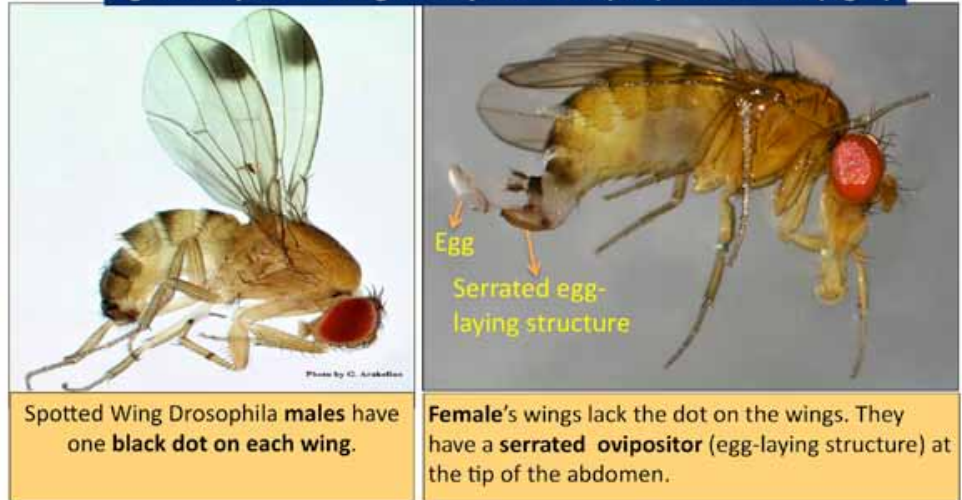 Photo by G. Arakelian
Egg
Serrated egg-
laying structure
Spotted Wing Drosophila males have
one black dot on each wing.
Female's wings lack the dot on the wings. They
have a serrated ovipositor (egg-laying structure) at
the tip of the abdomen.